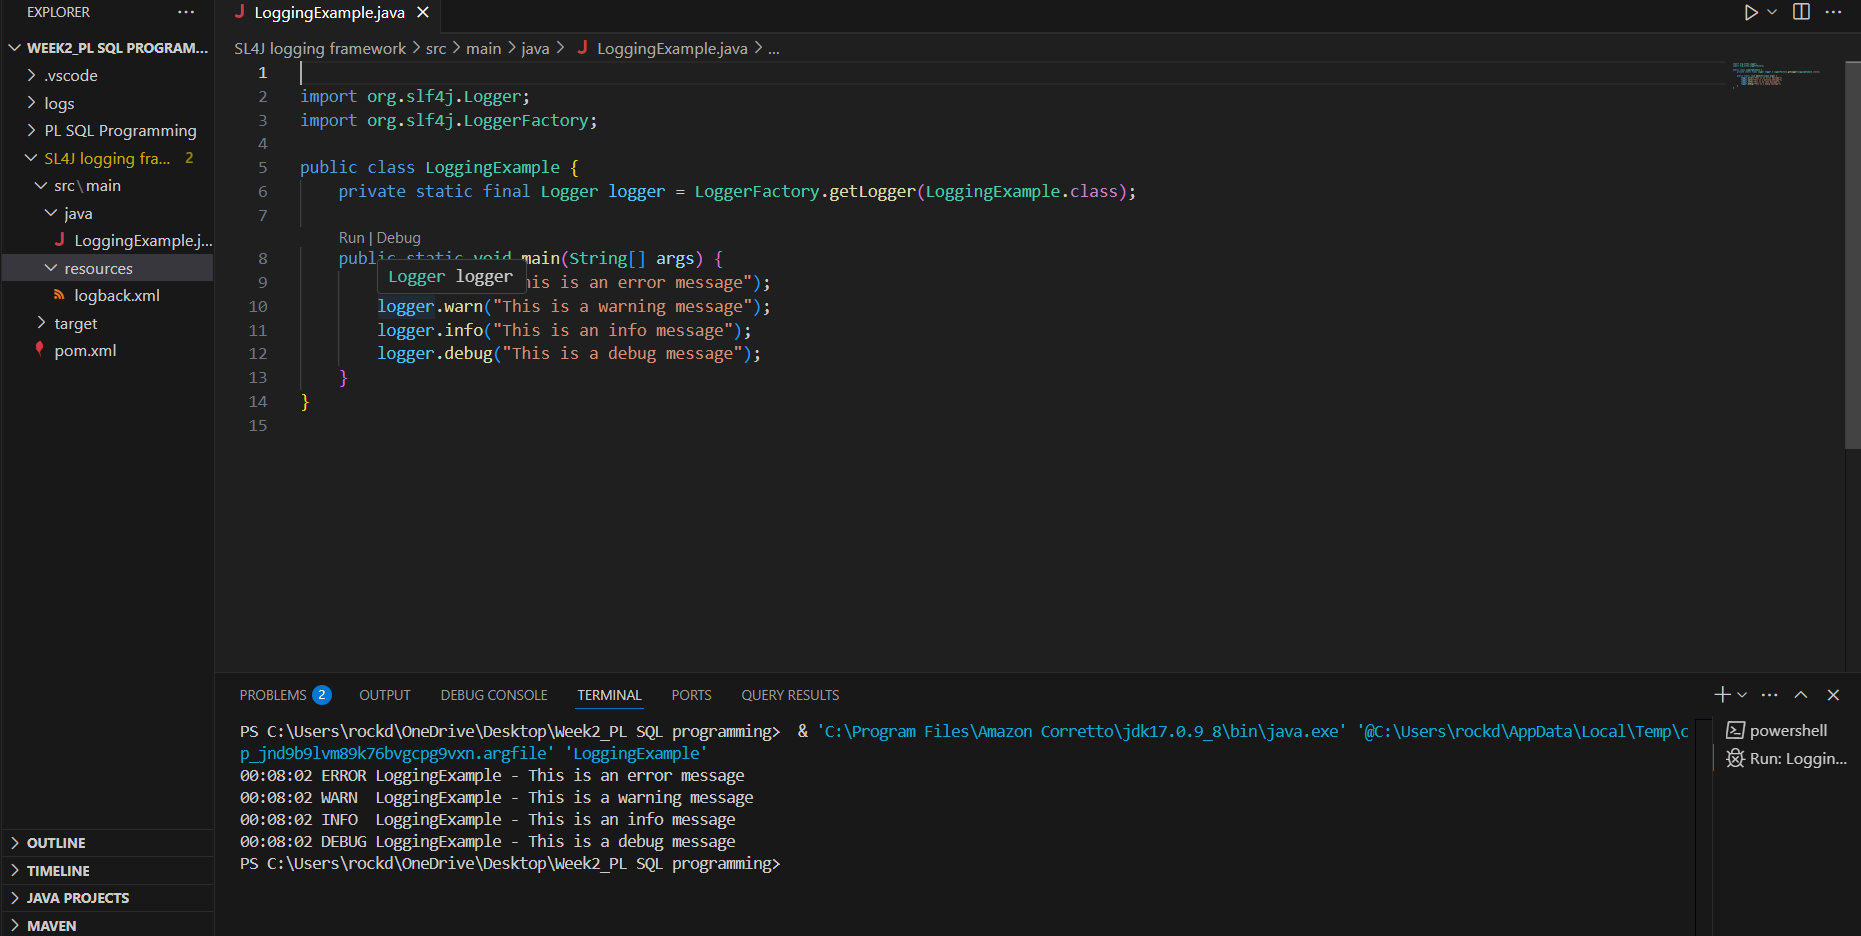 EXPLORER
···
WEEK2_PL SQL PROGRAM...
.vscode
logs
PL SQL Programming
SL4J logging fra... 2
src\main
java
LoggingExample.j...
resources
logback.xml
target
pom.xml
OUTLINE
TIMELINE
JAVA PROJECTS
MAVEN
LoggingExample.java
SL4J logging framework > src > main > java > LoggingExample.java > ...
1
2 import org.slf4j.Logger;
3 import org.slf4j.LoggerFactory;
4
5 public class LoggingExample {
6 private static final Logger logger = LoggerFactory.getLogger(LoggingExample.class);
7
Run | Debug
8 public static void main(String[] args) {
Logger logger
9 his is an error message");
10 logger.warn("This is a warning message");
11 logger.info("This is an info message");
12 logger.debug("This is a debug message");
13 }
14 }
15
PROBLEMS 2 OUTPUT DEBUG CONSOLE TERMINAL PORTS QUERY RESULTS
PS C:\Users\rockd\OneDrive\Desktop\Week2_PL SQL programming> & 'C:\Program Files\Amazon Corretto\jdk17.0.9_8\bin\java.exe' '@C:\Users\rockd\AppData\Local\Temp\c
p_jnd9b9lvm89k76bvgcpg9vxn.argfile' 'LoggingExample'
00:08:02 ERROR LoggingExample - This is an error message
00:08:02 WARN LoggingExample - This is a warning message
00:08:02 INFO LoggingExample - This is an info message
00:08:02 DEBUG LoggingExample - This is a debug message
PS C:\Users\rockd\OneDrive\Desktop\Week2_PL SQL programming>
powershell
Run: Loggin...